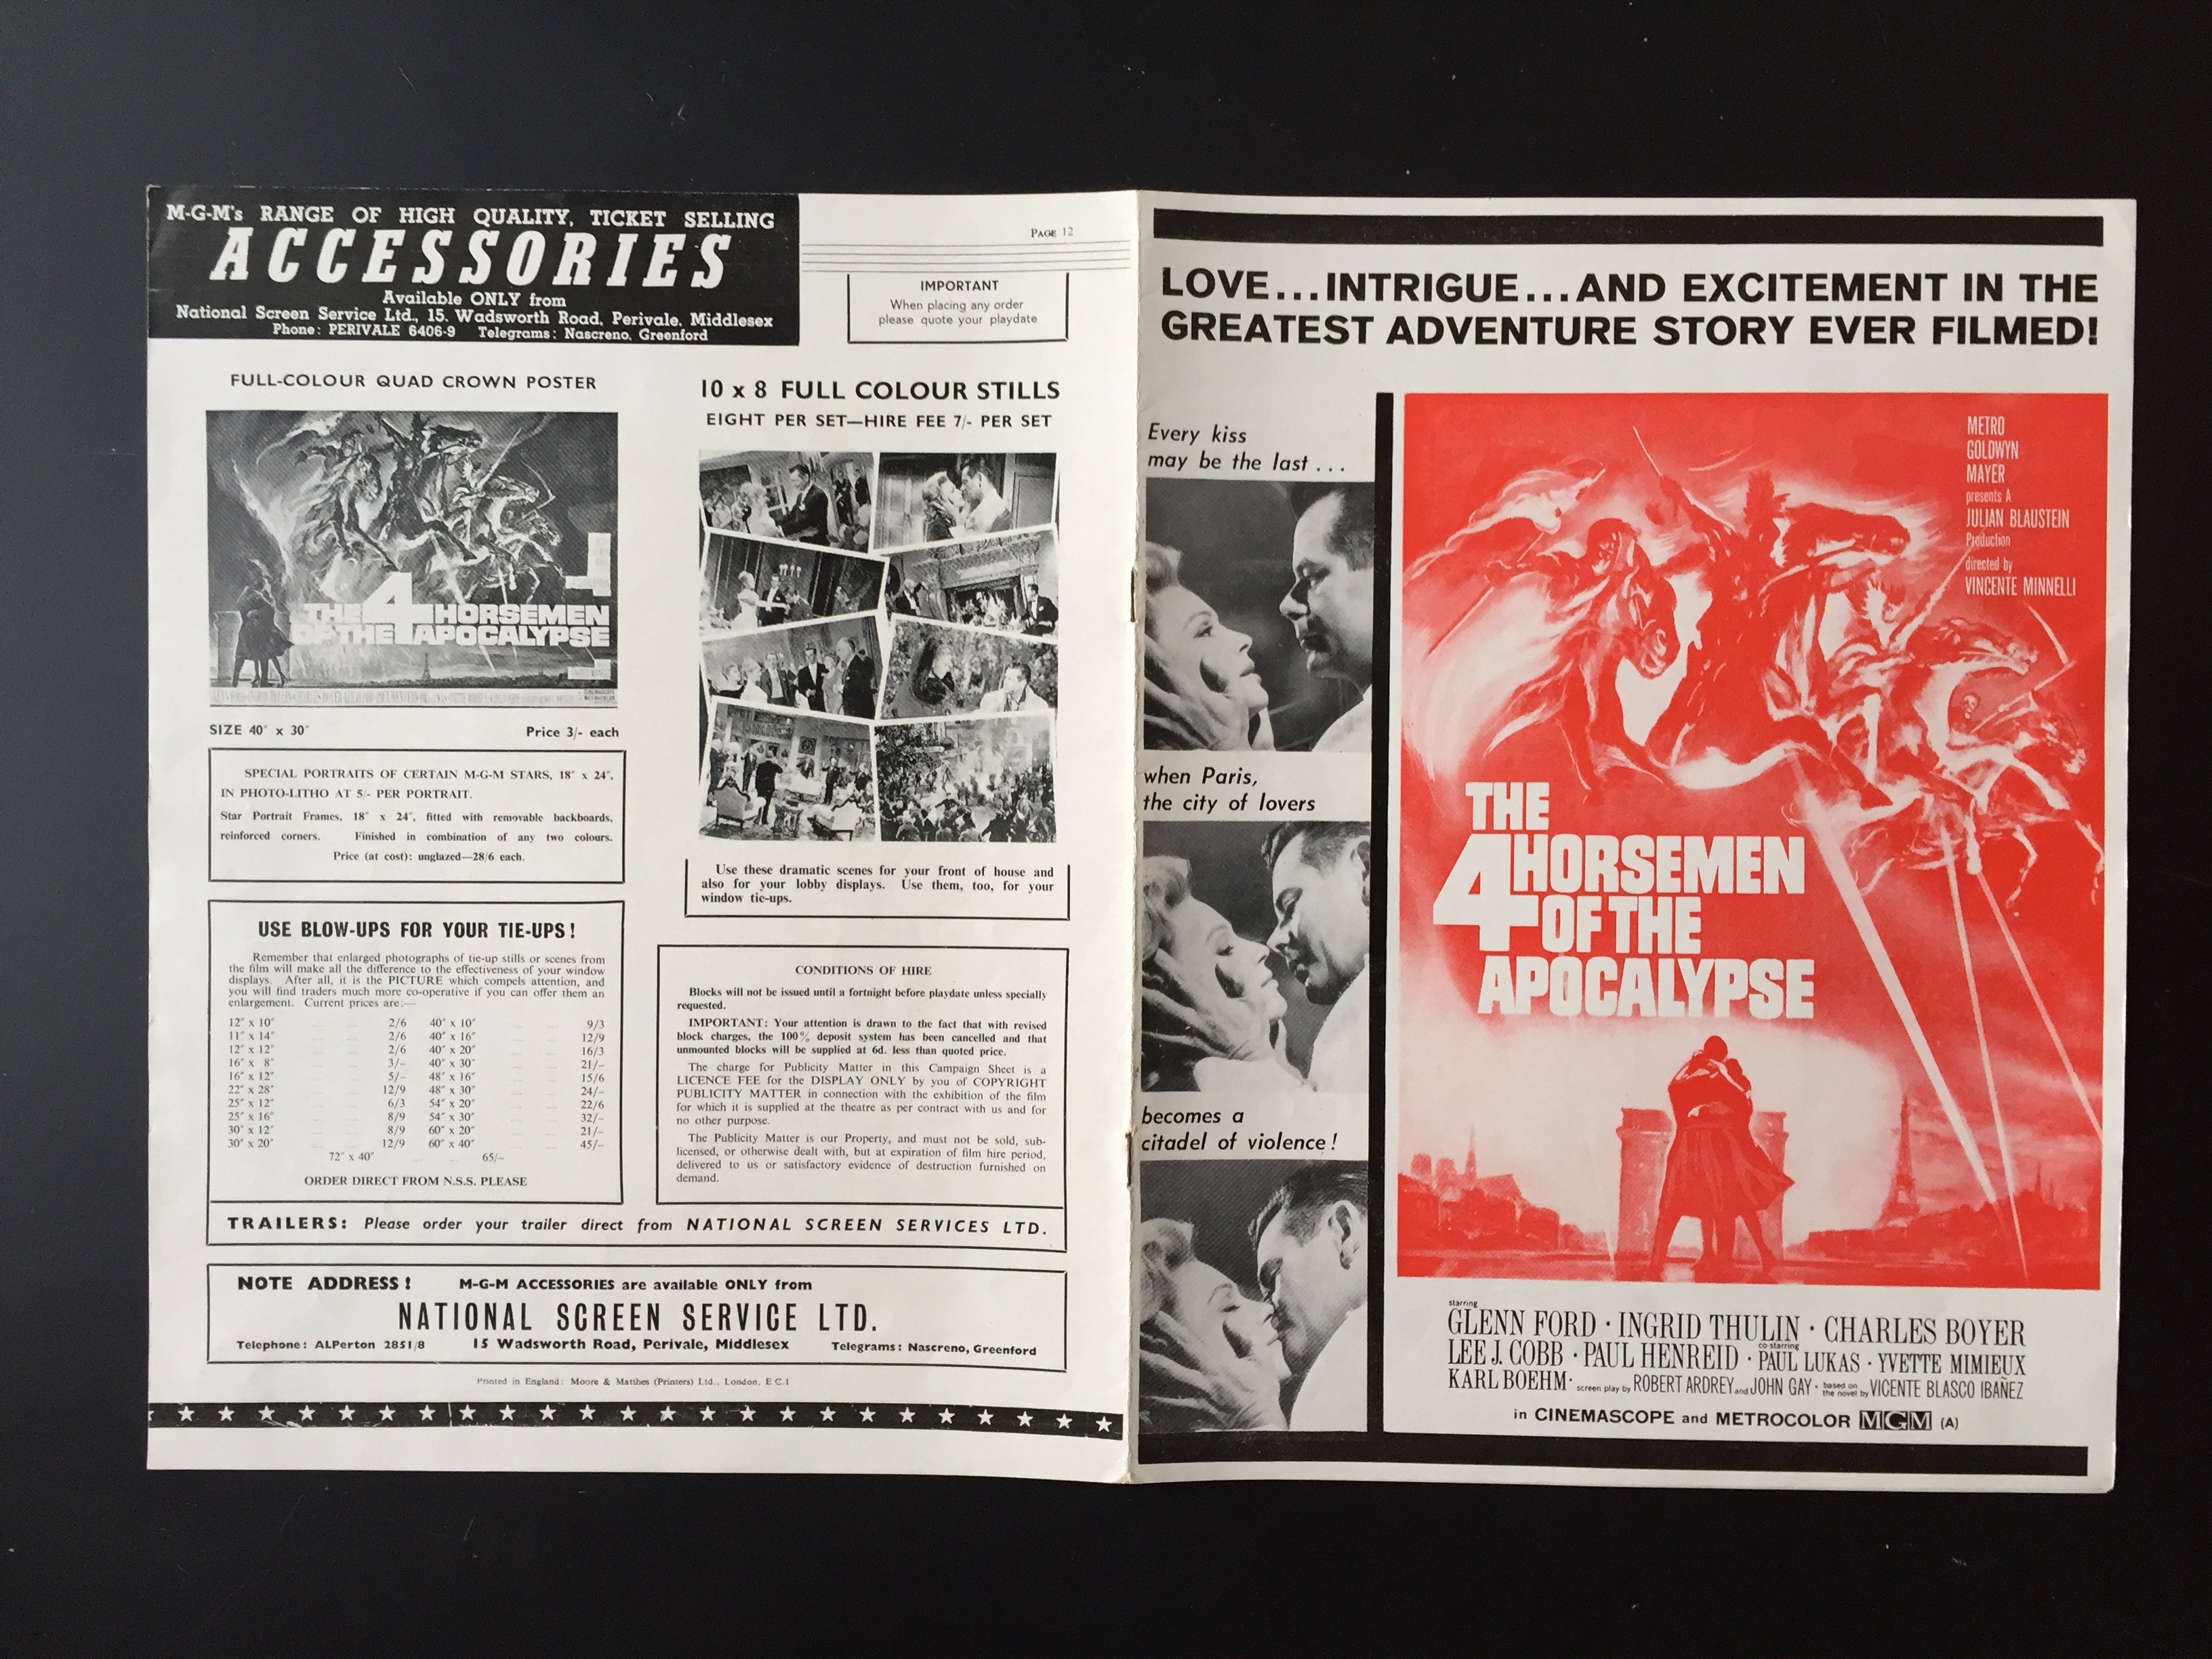 M-G-M's RANGE OF HIGH QUALITY, TICKET SELLING
ACCESSORIES
Available ONLY from
National Screen Service Ltd., 15, Wadsworth Road, Perivale, Middlesex
Phone: PERIVALE 6406-9 Telegrams: Nascreno, Greenford
PAGE 12
IMPORTANT
When placing any order
please quote your playdate
FULL-COLOUR QUAD CROWN POSTER
THE 4 HORSEMEN
OF THE APOCALYPSE
SIZE 40" x 30" Price 3/- each
SPECIAL PORTRAITS OF CERTAIN M-G-M STARS, 18" x 24",
IN PHOTO-LITHO AT 5/- PER PORTRAIT.
Star Portrait Frames, 18" x 24", fitted with removable backboards,
reinforced corners. Finished in combination of any two colours.
Price (at cost): unglazed—28/6 each.
USE BLOW-UPS FOR YOUR TIE-UPS!
Remember that enlarged photographs of tie-up stills or scenes from
the film will make all the difference to the effectiveness of your window
displays. After all, it is the PICTURE which compels attention, and
you will find traders much more co-operative if you can offer them an
enlargement. Current prices are:—
12" x 10" 2/6 40" x 10" 9/3
11" x 14" 2/6 40" x 16" 12/9
12" x 12" 2/6 40" x 20" 16/3
16" x 8" 3/- 40" x 30" 21/-
16" x 12" 5/- 48" x 16" 15/6
22" x 28" 12/9 48" x 30" 24/-
25" x 12" 6/3 54" x 20" 22/6
25" x 16" 8/9 54" x 30" 32/-
30" x 12" 8/9 60" x 20" 21/-
30" x 20" 12/9 60" x 40" 45/-
72" x 40" 65/-
ORDER DIRECT FROM N.S.S. PLEASE
10 x 8 FULL COLOUR STILLS
EIGHT PER SET—HIRE FEE 7/- PER SET
Use these dramatic scenes for your front of house and
also for your lobby displays. Use them, too, for your
window tie-ups.
CONDITIONS OF HIRE
Blocks will not be issued until a fortnight before playdate unless specially
requested.
IMPORTANT: Your attention is drawn to the fact that with revised
block charges, the 100% deposit system has been cancelled and that
unmounted blocks will be supplied at 6d. less than quoted price.
The charge for Publicity Matter in this Campaign Sheet is a
LICENCE FEE for the DISPLAY ONLY by you of COPYRIGHT
PUBLICITY MATTER in connection with the exhibition of the film
for which it is supplied at the theatre as per contract with us and for
no other purpose.
The Publicity Matter is our Property, and must not be sold, sub-
licensed, or otherwise dealt with, but at expiration of film hire period,
delivered to us or satisfactory evidence of destruction furnished on
demand.
TRAILERS: Please order your trailer direct from NATIONAL SCREEN SERVICES LTD.
NOTE ADDRESS! M-G-M ACCESSORIES are available ONLY from
NATIONAL SCREEN SERVICE LTD.
Telephone: ALPerton 2851/8 15 Wadsworth Road, Perivale, Middlesex Telegrams: Nascreno, Greenford
Printed in England: Moore & Matthes (Printers) Ltd., London, E C 1
LOVE...INTRIGUE...AND EXCITEMENT IN THE
GREATEST ADVENTURE STORY EVER FILMED!
Every kiss
may be the last ...
when Paris,
the city of lovers
becomes a
citadel of violence!
METRO
GOLDWYN
MAYER
presents A
JULIAN BLAUSTEIN
Production
directed by
VINCENTE MINNELLI
THE
4 HORSEMEN
OF THE
APOCALYPSE
starring
GLENN FORD · INGRID THULIN · CHARLES BOYER
LEE J. COBB · PAUL HENREID · co-starring PAUL LUKAS · YVETTE MIMIEUX
KARL BOEHM · screen play by ROBERT ARDREY and JOHN GAY · based on the novel by VICENTE BLASCO IBAÑEZ
in CINEMASCOPE and METROCOLOR MGM (A)